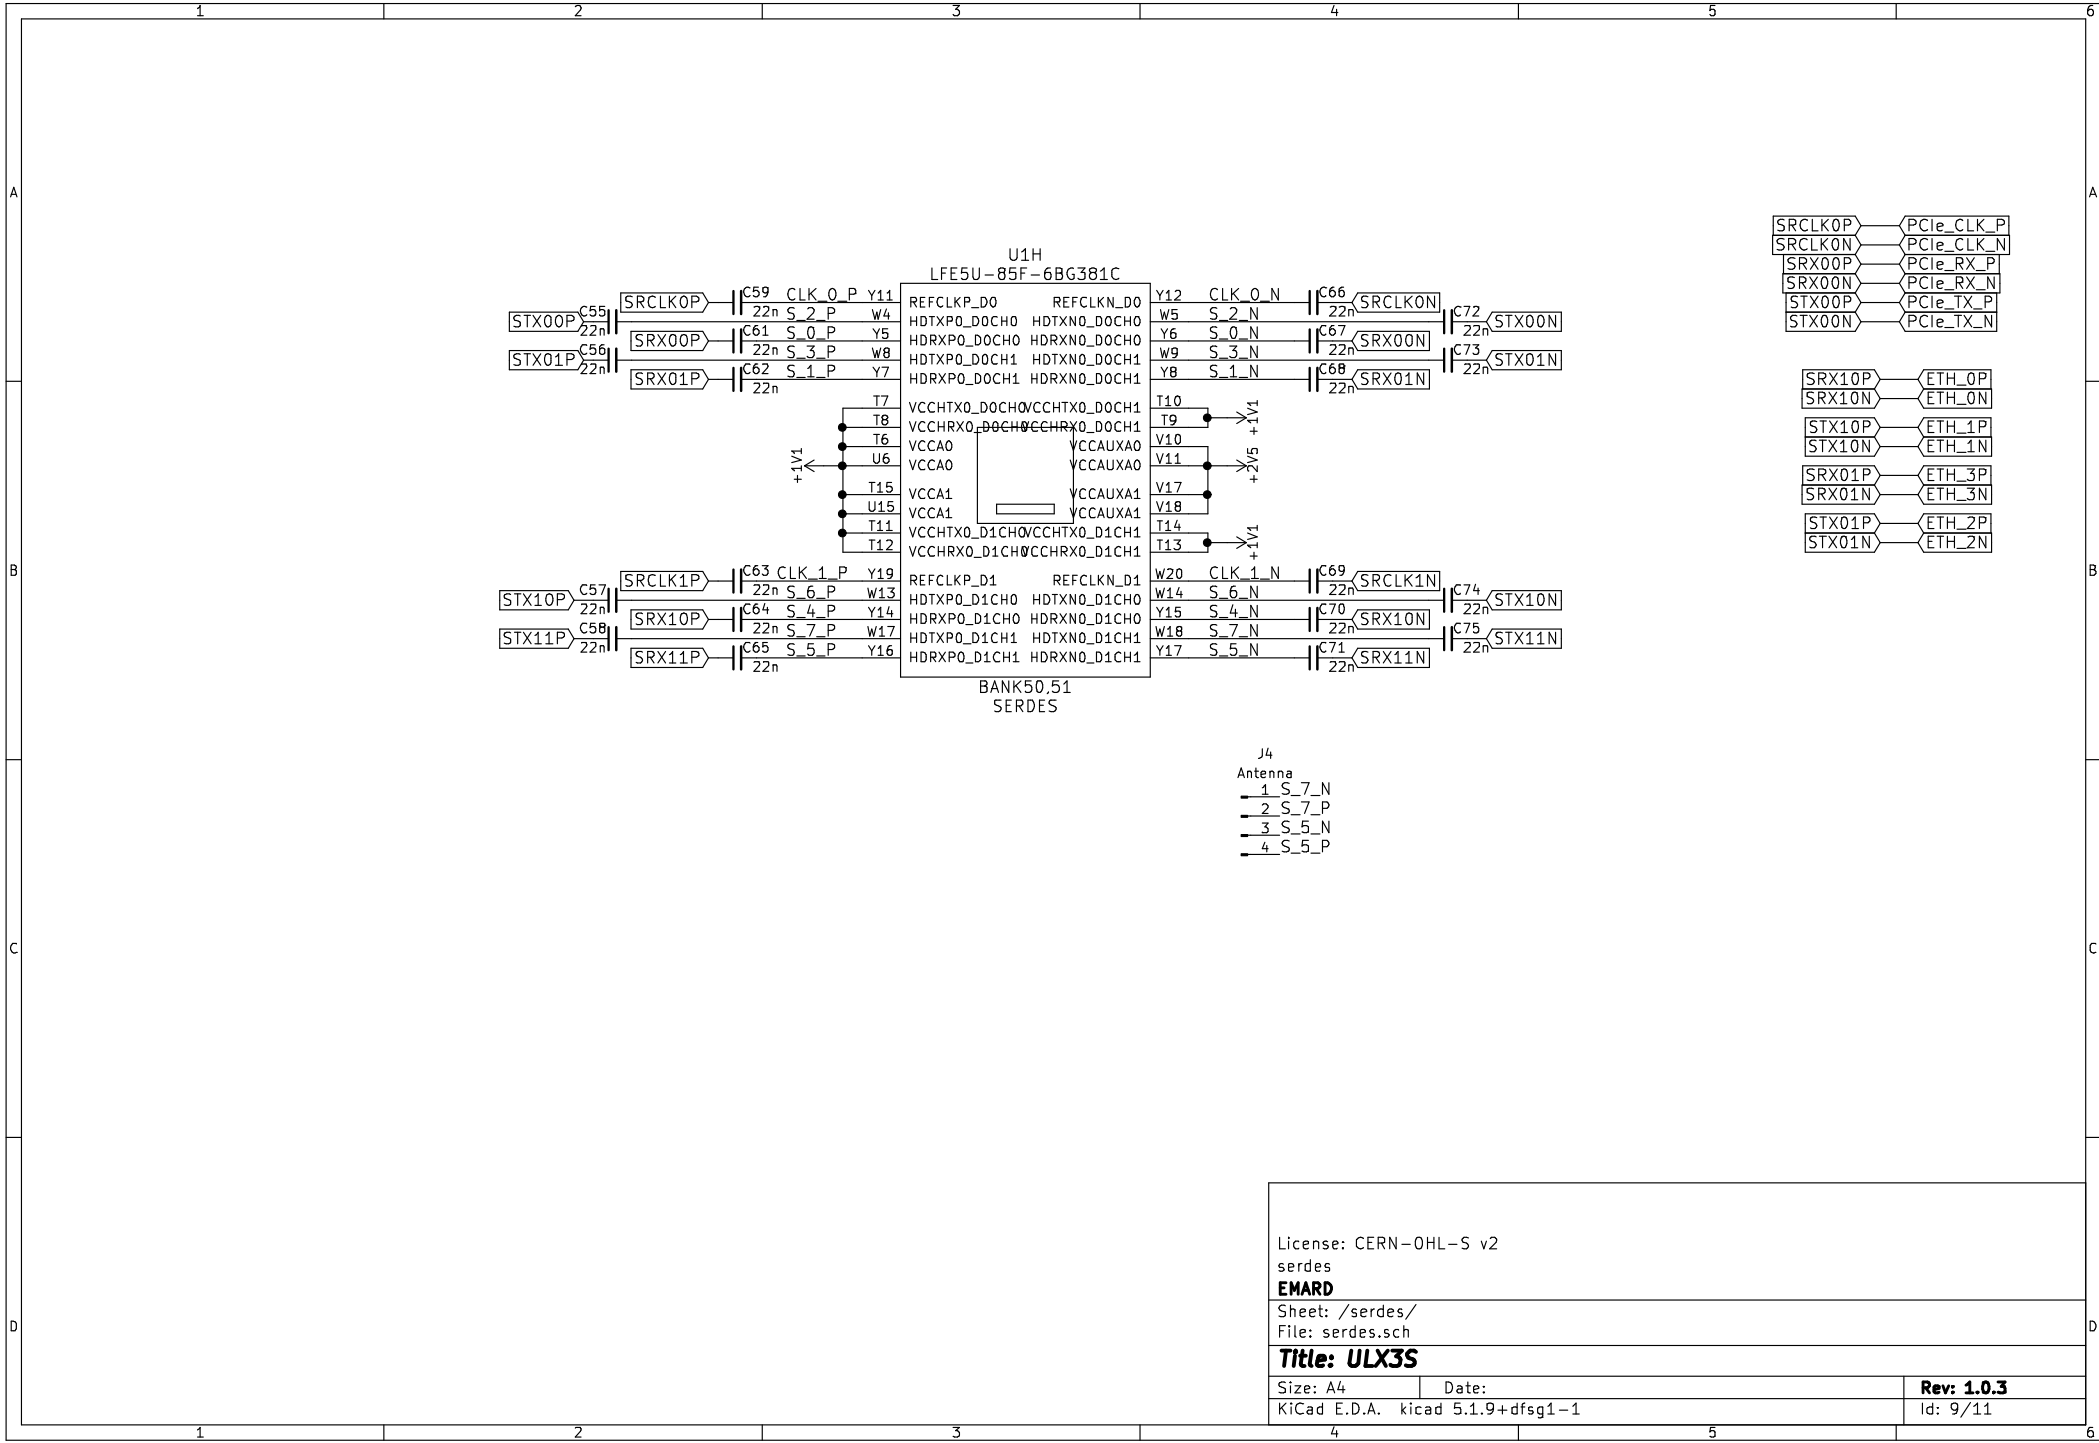 1 2 3 4 5 6
A A
U1H
LFE5U-85F-6BG381C
SRCLK0P C59 22n CLK_0_P Y11 REFCLKP_D0 REFCLKN_D0 Y12 CLK_0_N C66 22n SRCLK0N
STX00P C55 22n S_2_P W4 HDTXP0_D0CH0 HDTXN0_D0CH0 W5 S_2_N C72 22n STX00N
SRX00P C61 22n S_0_P Y5 HDRXP0_D0CH0 HDRXN0_D0CH0 Y6 S_0_N C67 22n SRX00N
STX01P C56 22n S_3_P W8 HDTXP0_D0CH1 HDTXN0_D0CH1 W9 S_3_N C73 22n STX01N
SRX01P C62 22n S_1_P Y7 HDRXP0_D0CH1 HDRXN0_D0CH1 Y8 S_1_N C68 22n SRX01N
T7 VCCHTX0_D0CH0 VCCHTX0_D0CH1 T10
+1V1
T8 VCCHRX0_D0CH0 VCCHRX0_D0CH1 T9
T6 VCCA0 VCCAUXA0 V10
+1V1 U6 VCCA0 VCCAUXA0 V11 +2V5
T15 VCCA1 VCCAUXA1 V17
U15 VCCA1 VCCAUXA1 V18
T11 VCCHTX0_D1CH0 VCCHTX0_D1CH1 T14
+1V1
T12 VCCHRX0_D1CH0 VCCHRX0_D1CH1 T13
SRCLK1P C63 22n CLK_1_P Y19 REFCLKP_D1 REFCLKN_D1 W20 CLK_1_N C69 22n SRCLK1N
STX10P C57 22n S_6_P W13 HDTXP0_D1CH0 HDTXN0_D1CH0 W14 S_6_N C74 22n STX10N
SRX10P C64 22n S_4_P Y14 HDRXP0_D1CH0 HDRXN0_D1CH0 Y15 S_4_N C70 22n SRX10N
STX11P C58 22n S_7_P W17 HDTXP0_D1CH1 HDTXN0_D1CH1 W18 S_7_N C75 22n STX11N
SRX11P C65 22n S_5_P Y16 HDRXP0_D1CH1 HDRXN0_D1CH1 Y17 S_5_N C71 22n SRX11N
BANK50,51
SERDES
SRCLK0P PCIe_CLK_P
SRCLK0N PCIe_CLK_N
SRX00P PCIe_RX_P
SRX00N PCIe_RX_N
STX00P PCIe_TX_P
STX00N PCIe_TX_N
SRX10P ETH_0P
SRX10N ETH_0N
STX10P ETH_1P
STX10N ETH_1N
SRX01P ETH_3P
SRX01N ETH_3N
STX01P ETH_2P
STX01N ETH_2N
B B
J4
Antenna
1 S_7_N
2 S_7_P
3 S_5_N
4 S_5_P
C C
License: CERN-OHL-S v2
serdes
EMARD
Sheet: /serdes/
File: serdes.sch
Title: ULX3S
Size: A4 Date: Rev: 1.0.3
KiCad E.D.A. kicad 5.1.9+dfsg1-1 Id: 9/11
D D
1 2 3 4 5 6